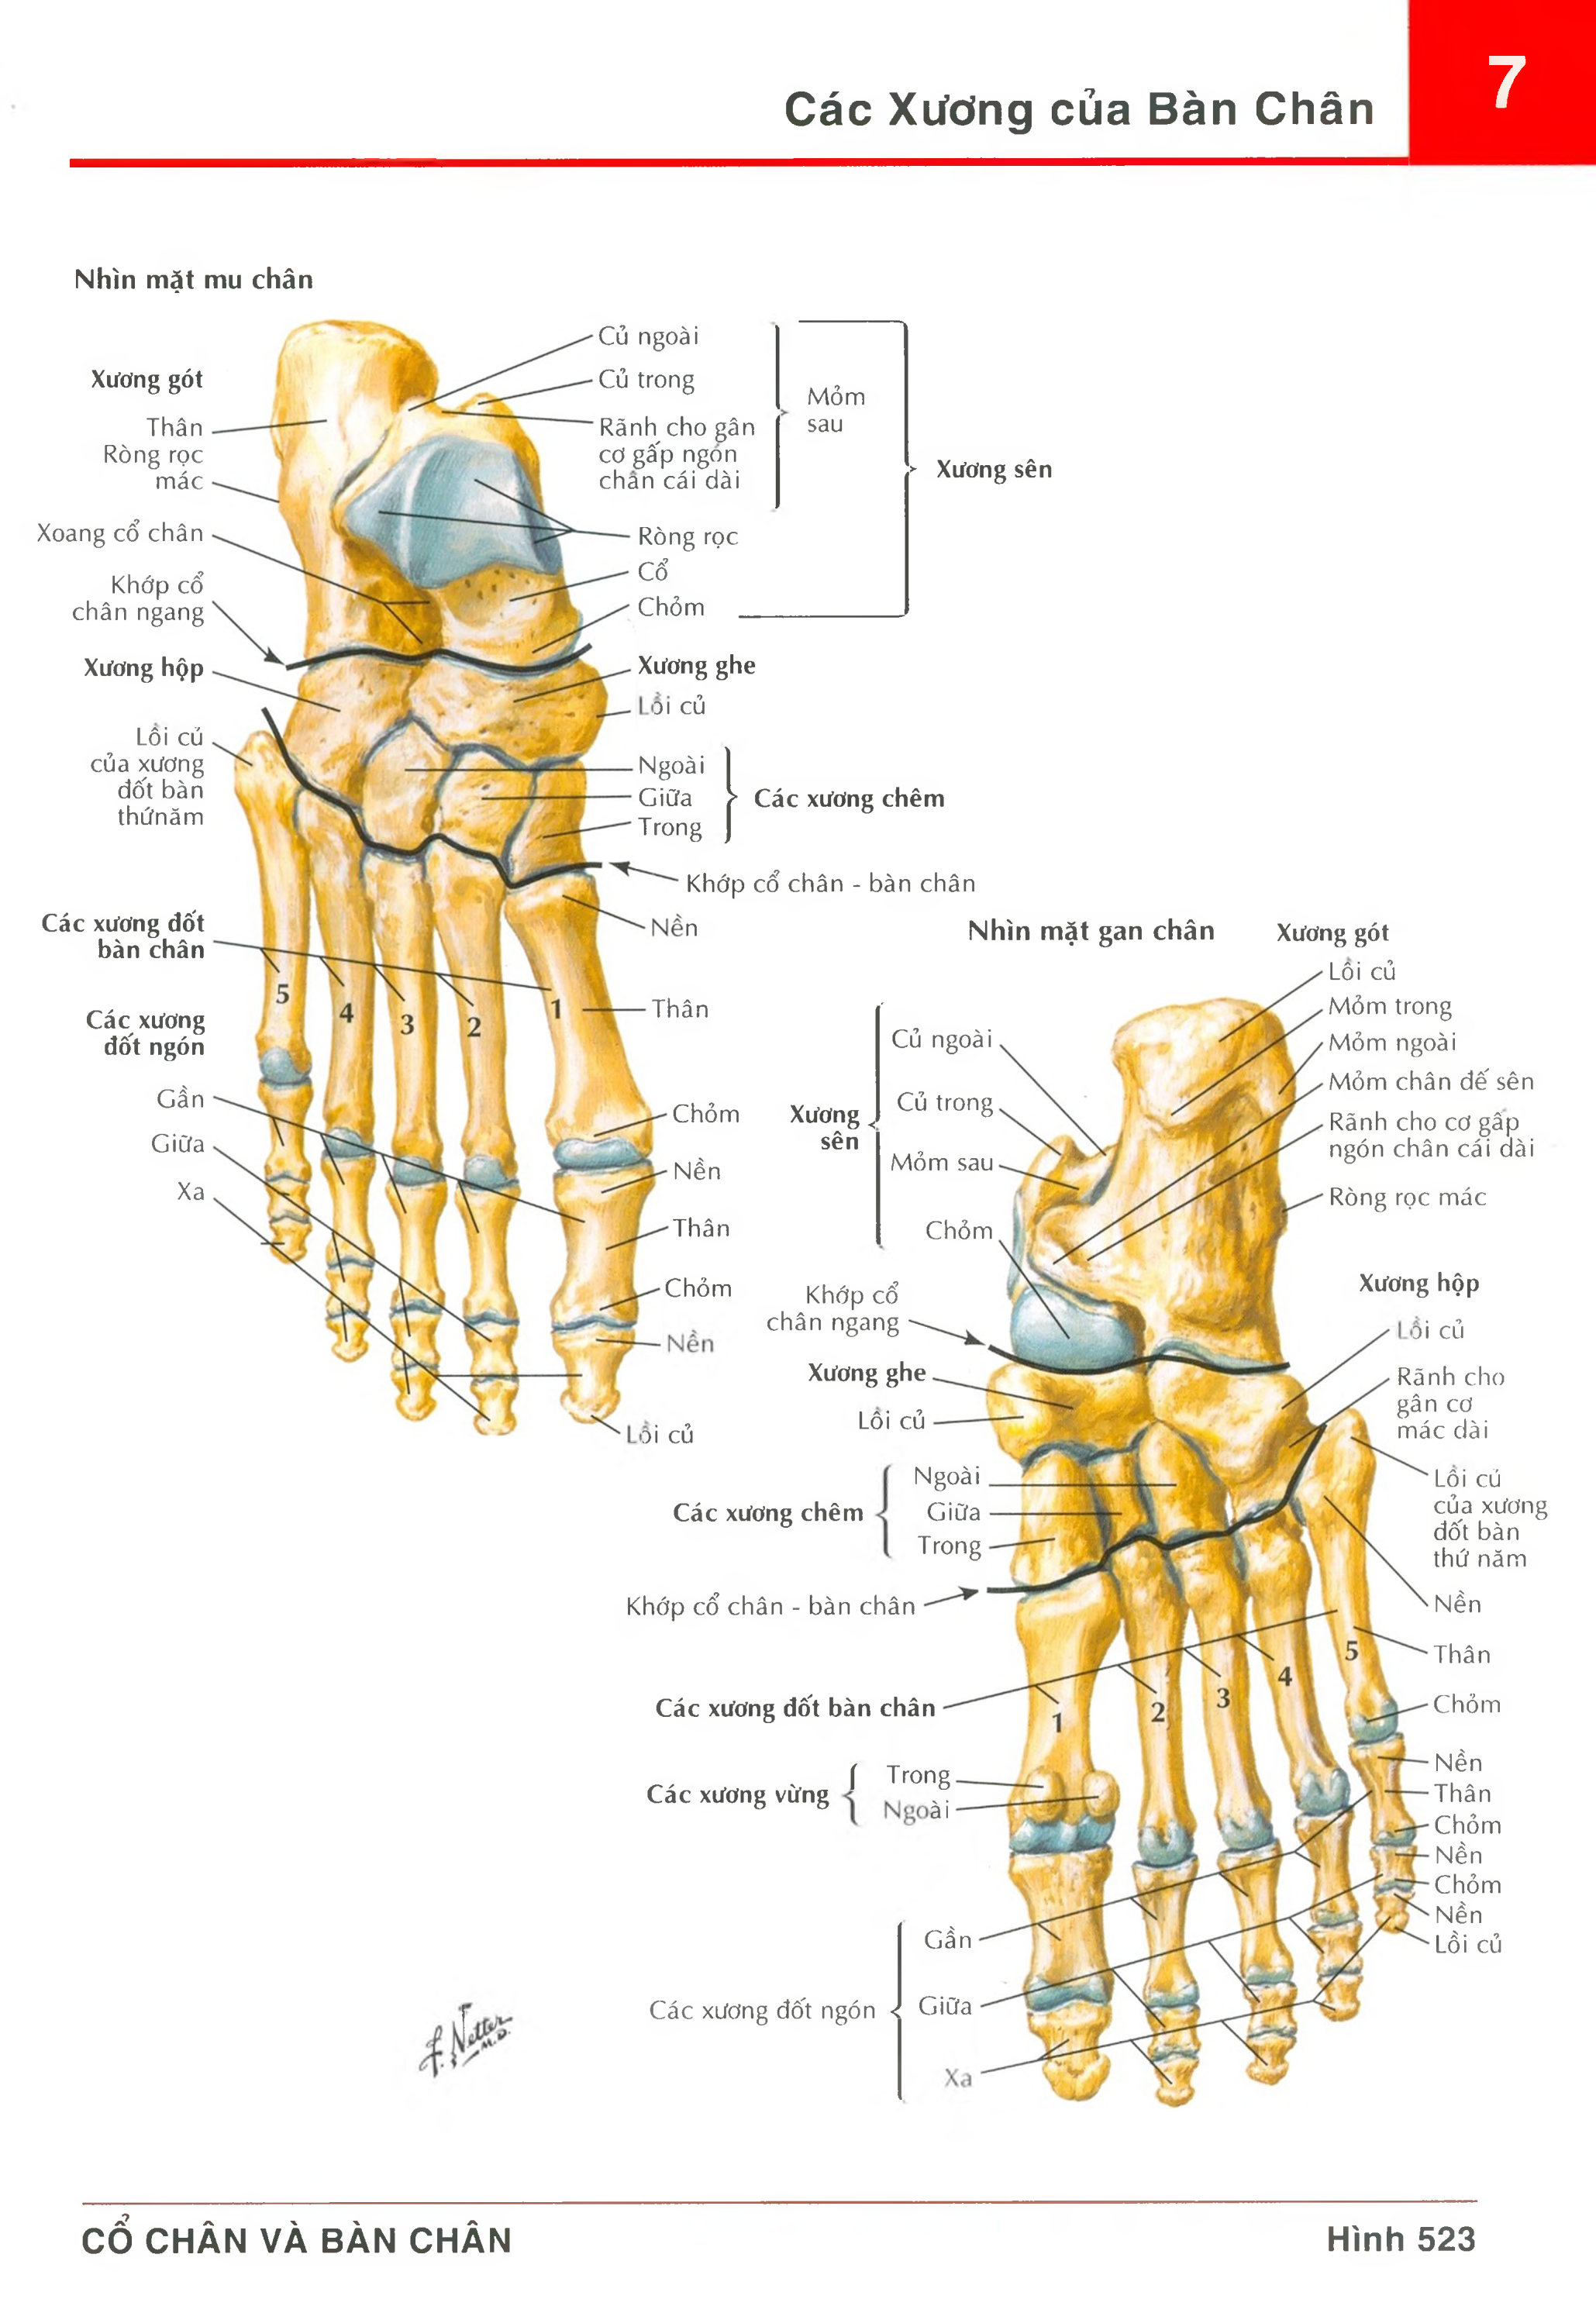 Các Xương của Bàn Chân
7
Nhìn mặt mu chân
Xương gót
Thân
Ròng rọc
mác
Xoang cổ chân
Khớp cổ
chân ngang
Xương hộp
Lồi củ
của xương
đốt bàn
thứnăm
Các xương đốt
bàn chân
Các xương
đốt ngón
Gần
Giữa
Xa
Củ ngoài
Củ trong
Rãnh cho gân
cơ gấp ngón
chân cái dài
Mỏm
sau
Xương sên
Ròng rọc
Cổ
Chỏm
Xương ghe
Lồi củ
Ngoài
Giữa
Trong
Các xương chêm
Khớp cổ chân - bàn chân
Nền
Thân
5
4
3
2
1
Chỏm
Nền
Thân
Chỏm
Nền
Lồi củ
Nhìn mặt gan chân
Xương gót
Lồi củ
Mỏm trong
Mỏm ngoài
Mỏm chân đế sên
Rãnh cho cơ gấp
ngón chân cái dài
Ròng rọc mác
Xương hộp
Lồi củ
Rãnh cho
gân cơ
mác dài
Lồi củ
của xương
đốt bàn
thứ năm
Nền
Thân
Chỏm
Nền
Thân
Chỏm
Nền
Chỏm
Nền
Lồi củ
Củ ngoài
Củ trong
Xương
sên
Mỏm sau
Chỏm
Khớp cổ
chân ngang
Xương ghe
Lồi củ
Ngoài
Các xương chêm
Giữa
Trong
Khớp cổ chân - bàn chân
Các xương đốt bàn chân
1
2
3
4
5
Các xương vừng
Trong
Ngoài
Gần
Các xương đốt ngón
Giữa
Xa
F. Netter
M.D.
CỔ CHÂN VÀ BÀN CHÂN
Hình 523